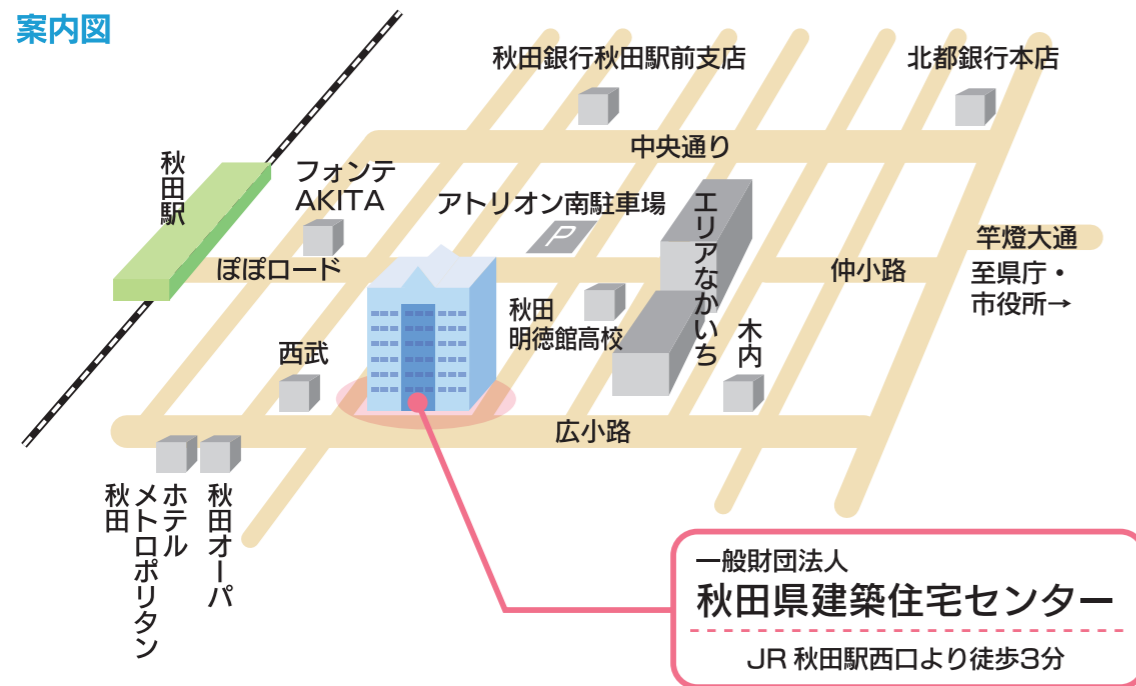 案内図
秋田銀行秋田駅前支店
北都銀行本店
中央通り
秋田駅
フォンテ
AKITA
アトリオン南駐車場
P
エリアなかいち
竿燈大通
至県庁・
市役所→
ぽぽロード
仲小路
秋田
明徳館高校
木内
西武
広小路
ホテル
メトロポリタン
秋田
秋田オーパ
一般財団法人
秋田県建築住宅センター
JR 秋田駅西口より徒歩3分